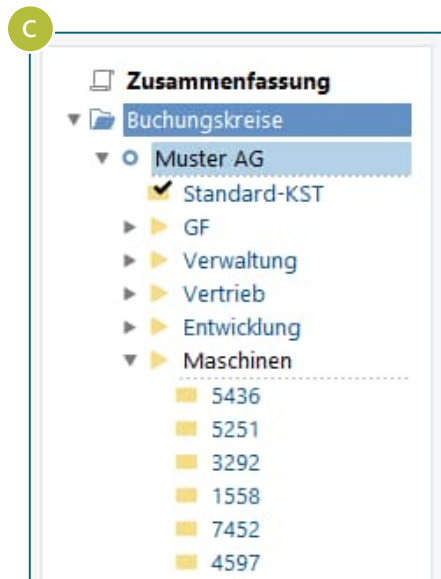 C
Zusammenfassung
Buchungskreise
Muster AG
Standard-KST
GF
Verwaltung
Vertrieb
Entwicklung
Maschinen
5436
5251
3292
1558
7452
4597